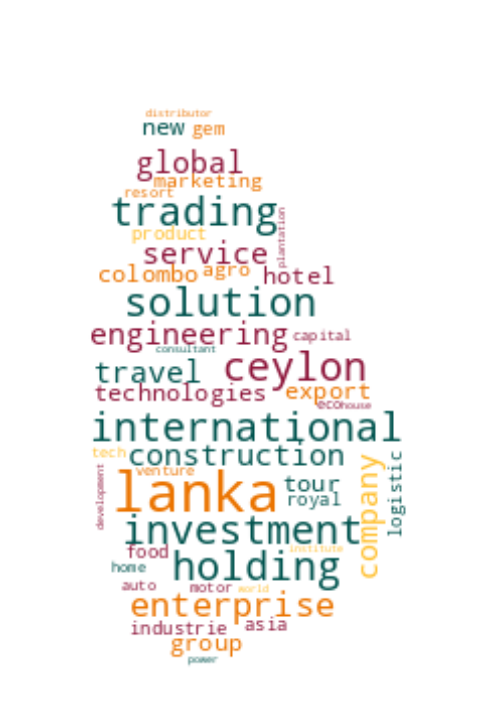 distributor
new gem
global
marketing
resort
trading
plantation
product
service
colombo agro hotel
solution
engineering capital
consultant
travel ceylon
technologies export
eco house
international
tech construction
venture
lanka tour
royal
development
company
logistic
investment
food institute
home holding
auto motor world
enterprise
industrie asia
group
power